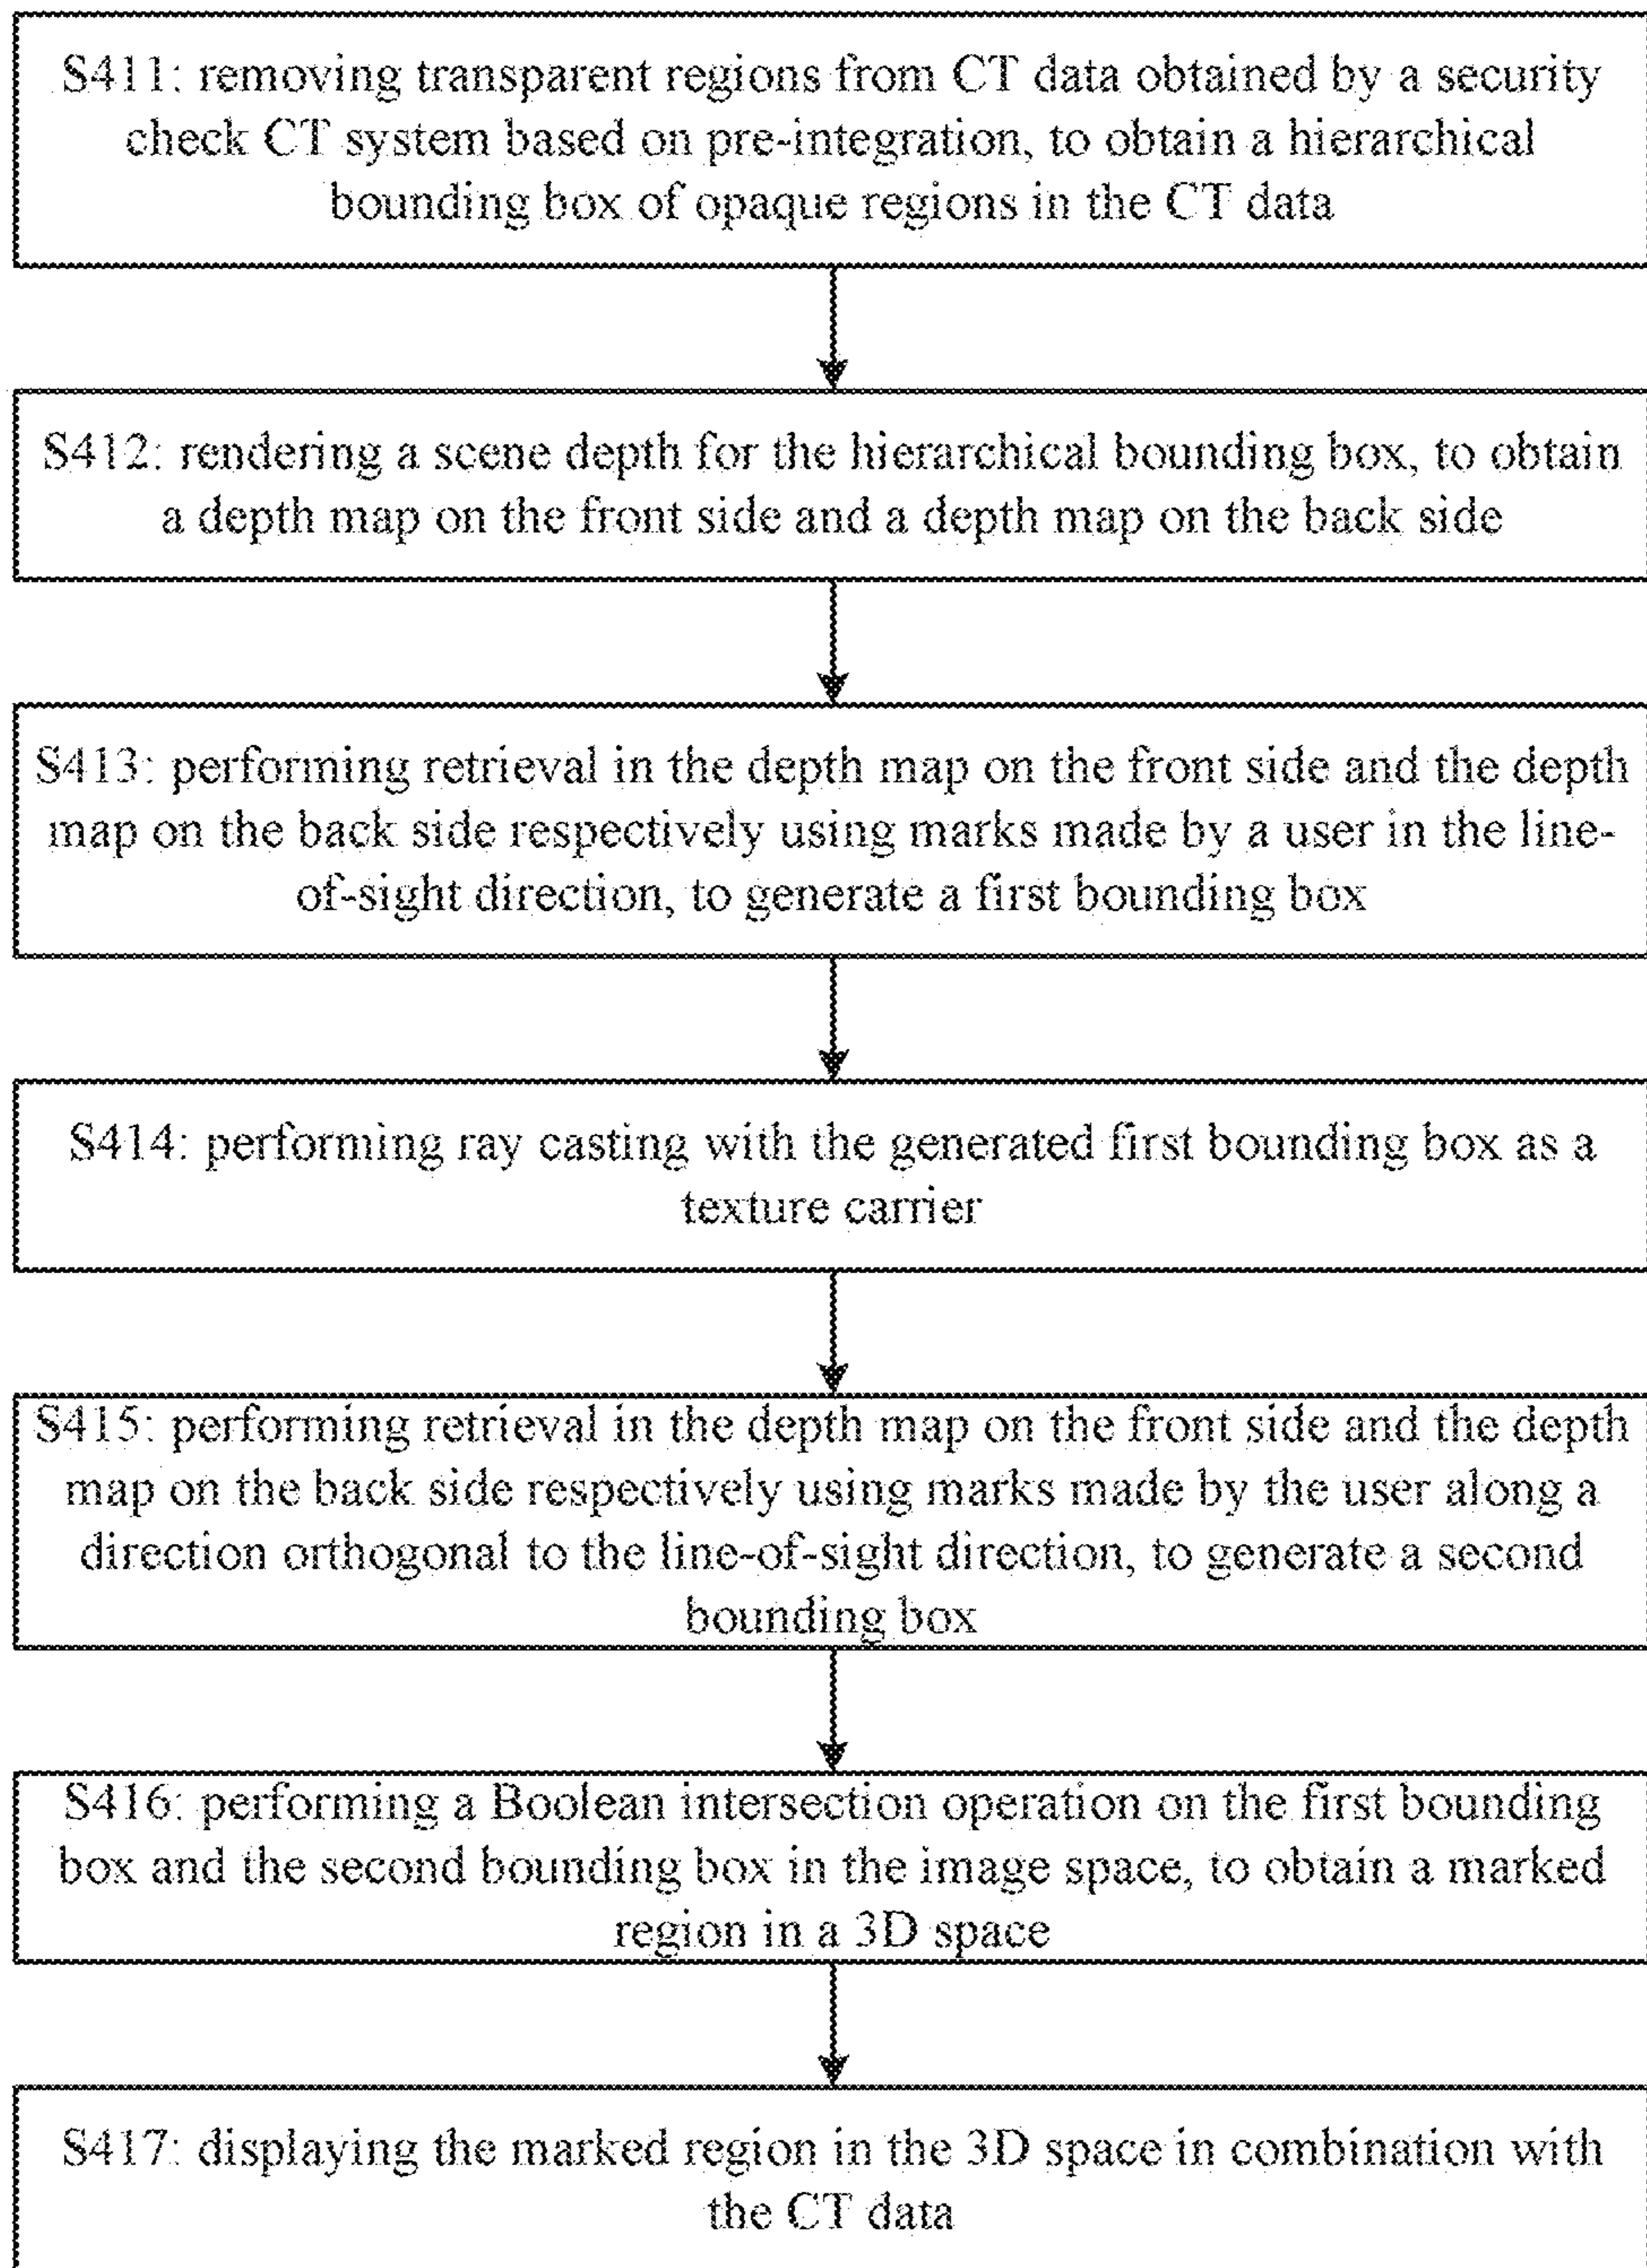 S411: removing transparent regions from CT data obtained by a security
check CT system based on pre-integration, to obtain a hierarchical
bounding box of opaque regions in the CT data
S412: rendering a scene depth for the hierarchical bounding box, to obtain
a depth map on the front side and a depth map on the back side
S413: performing retrieval in the depth map on the front side and the depth
map on the back side respectively using marks made by a user in the line-
of-sight direction, to generate a first bounding box
S414: performing ray casting with the generated first bounding box as a
texture carrier
S415: performing retrieval in the depth map on the front side and the depth
map on the back side respectively using marks made by the user along a
direction orthogonal to the line-of-sight direction, to generate a second
bounding box
S416: performing a Boolean intersection operation on the first bounding
box and the second bounding box in the image space, to obtain a marked
region in a 3D space
S417: displaying the marked region in the 3D space in combination with
the CT data